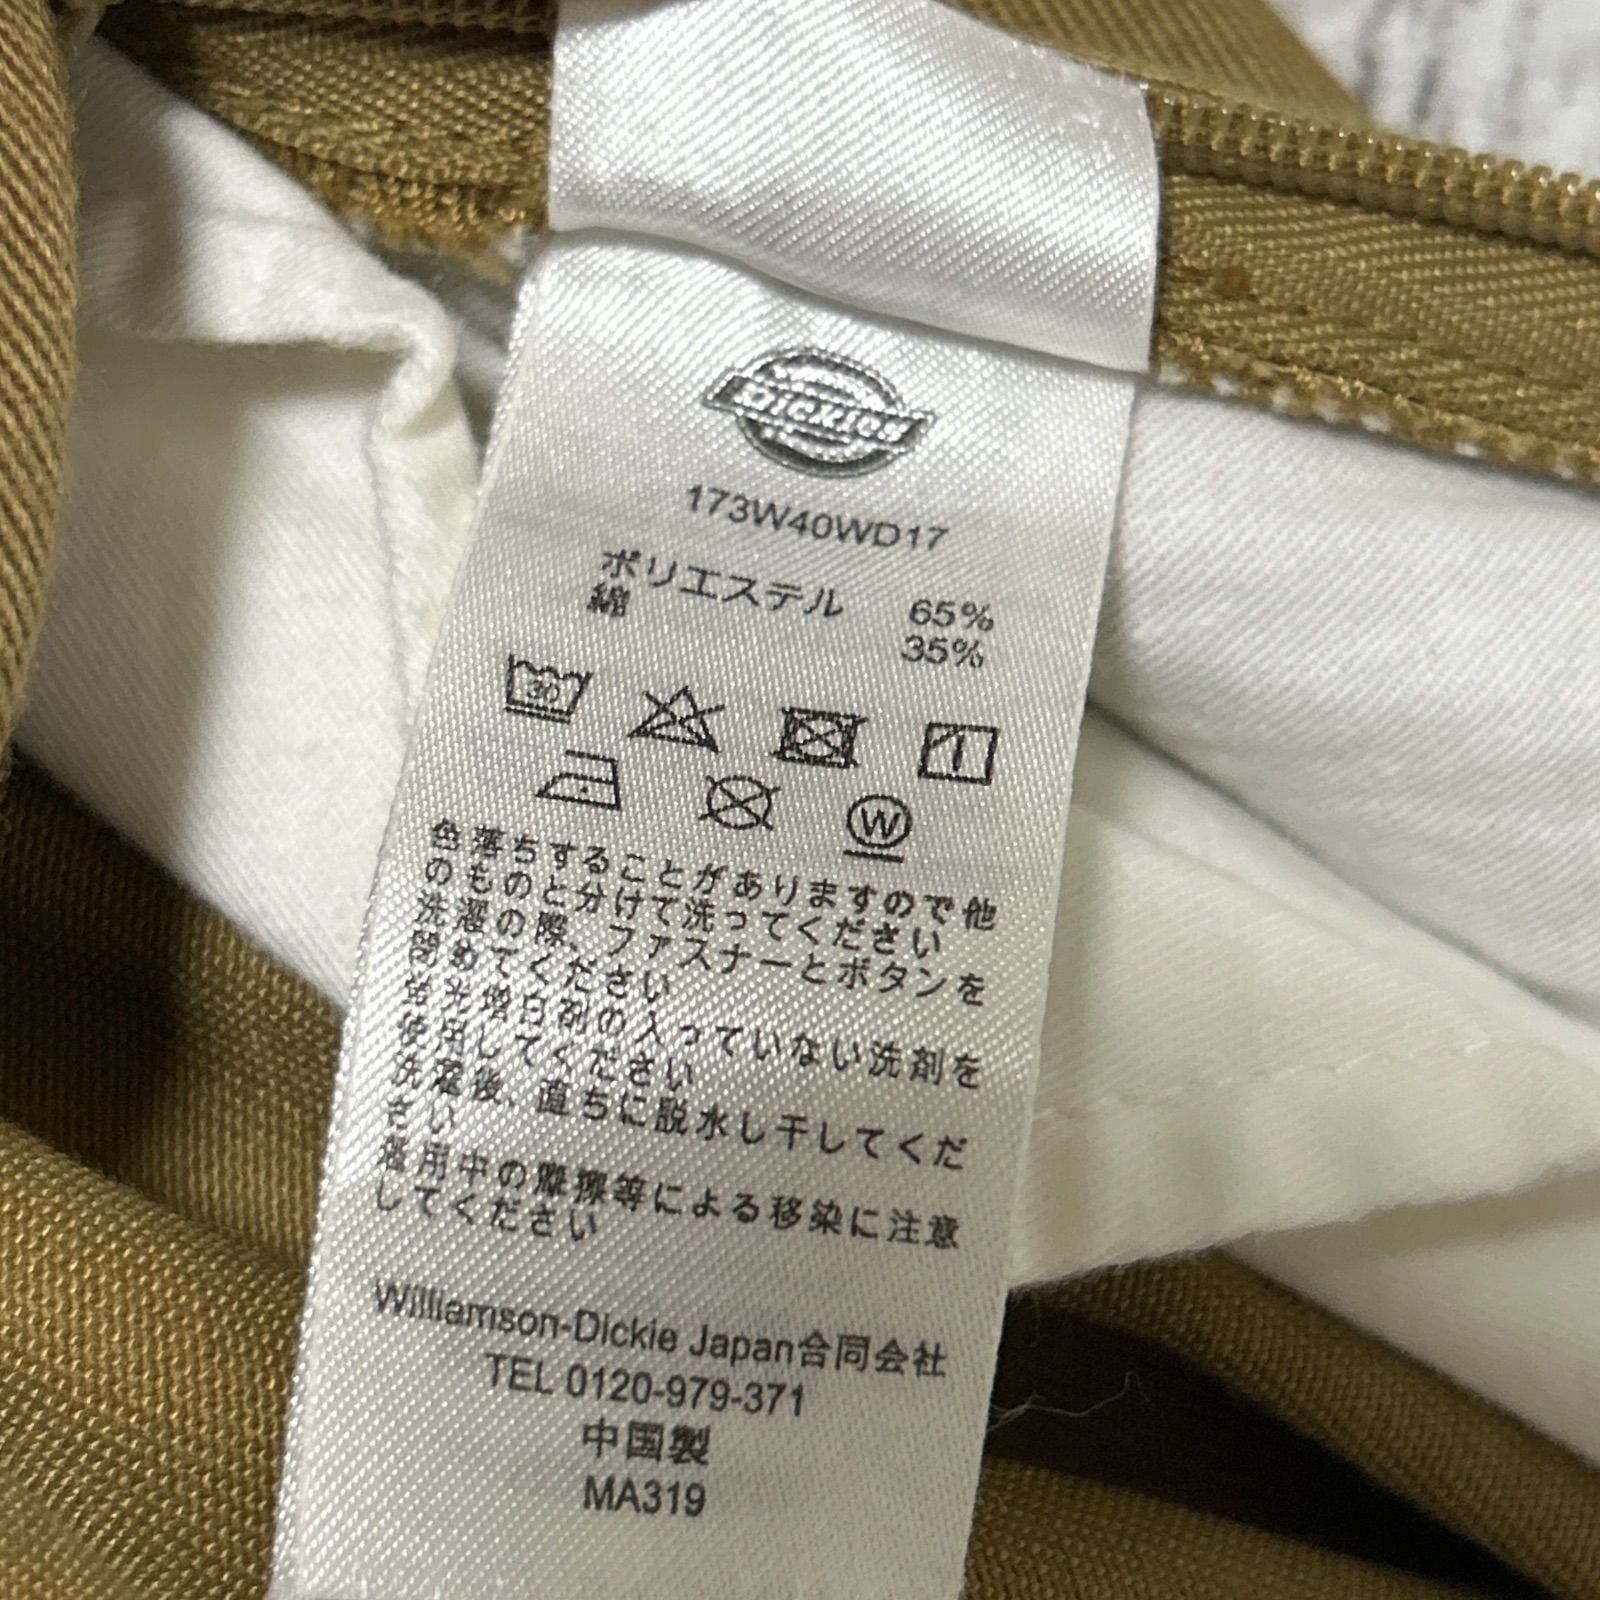 DICKIES
173W40WD17
ポリエステル 65%
綿 35%
30
W
色落ちすることがありますので他
のものと分けて洗ってください
洗濯の際、ファスナーとボタンを
閉めてください
蛍光増白剤の入っていない洗剤を
使用してください
洗濯後、直ちに脱水し干してくだ
さい
着用中の摩擦等による移染に注意
してください
Williamson-Dickie Japan合同会社
TEL 0120-979-371
中国製
MA319